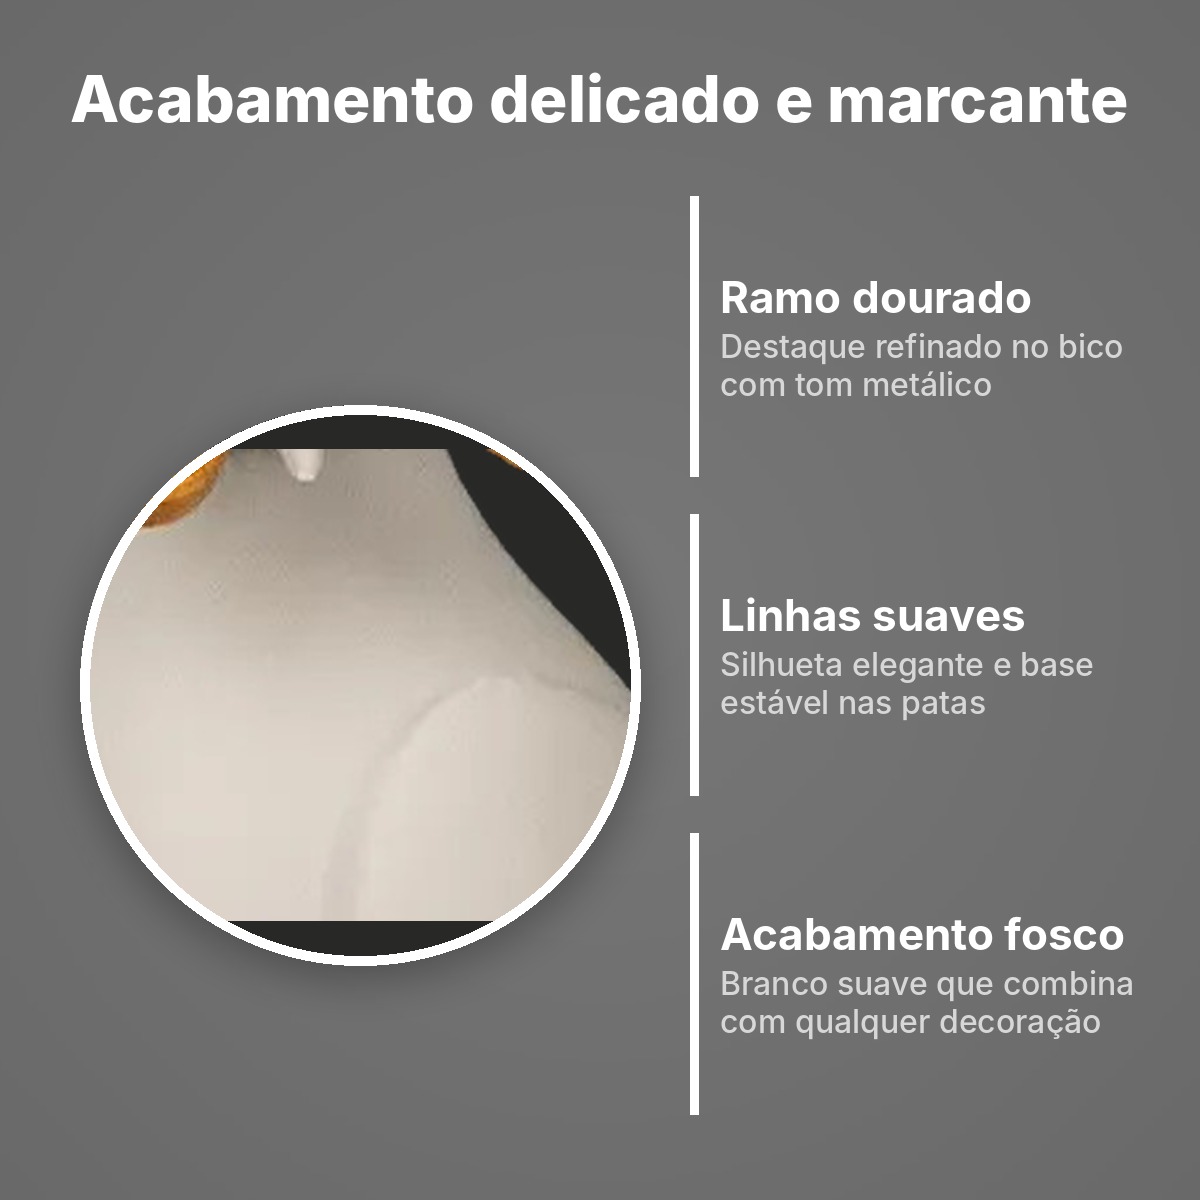 Acabamento delicado e marcante
Ramo dourado
Destaque refinado no bico
com tom metálico
Linhas suaves
Silhueta elegante e base
estável nas patas
Acabamento fosco
Branco suave que combina
com qualquer decoração